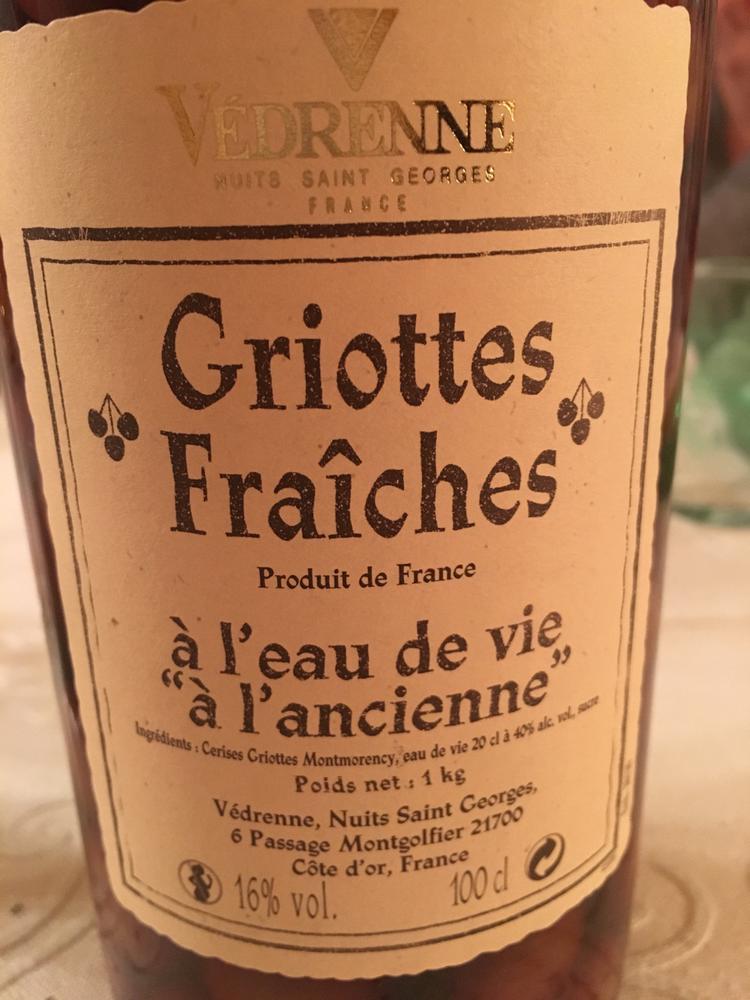 VÉDRENNE
NUITS SAINT GEORGES
FRANCE
Griottes
Fraîches
Produit de France
à l'eau de vie
"à l'ancienne"
Ingrédients : Cerises Griottes Montmorency, eau de vie 20 cl à 40% alc. vol., sucre
Poids net : 1 kg
Védrenne, Nuits Saint Georges,
6 Passage Montgolfier 21700
Côte d'or, France
16% vol. 100 cl